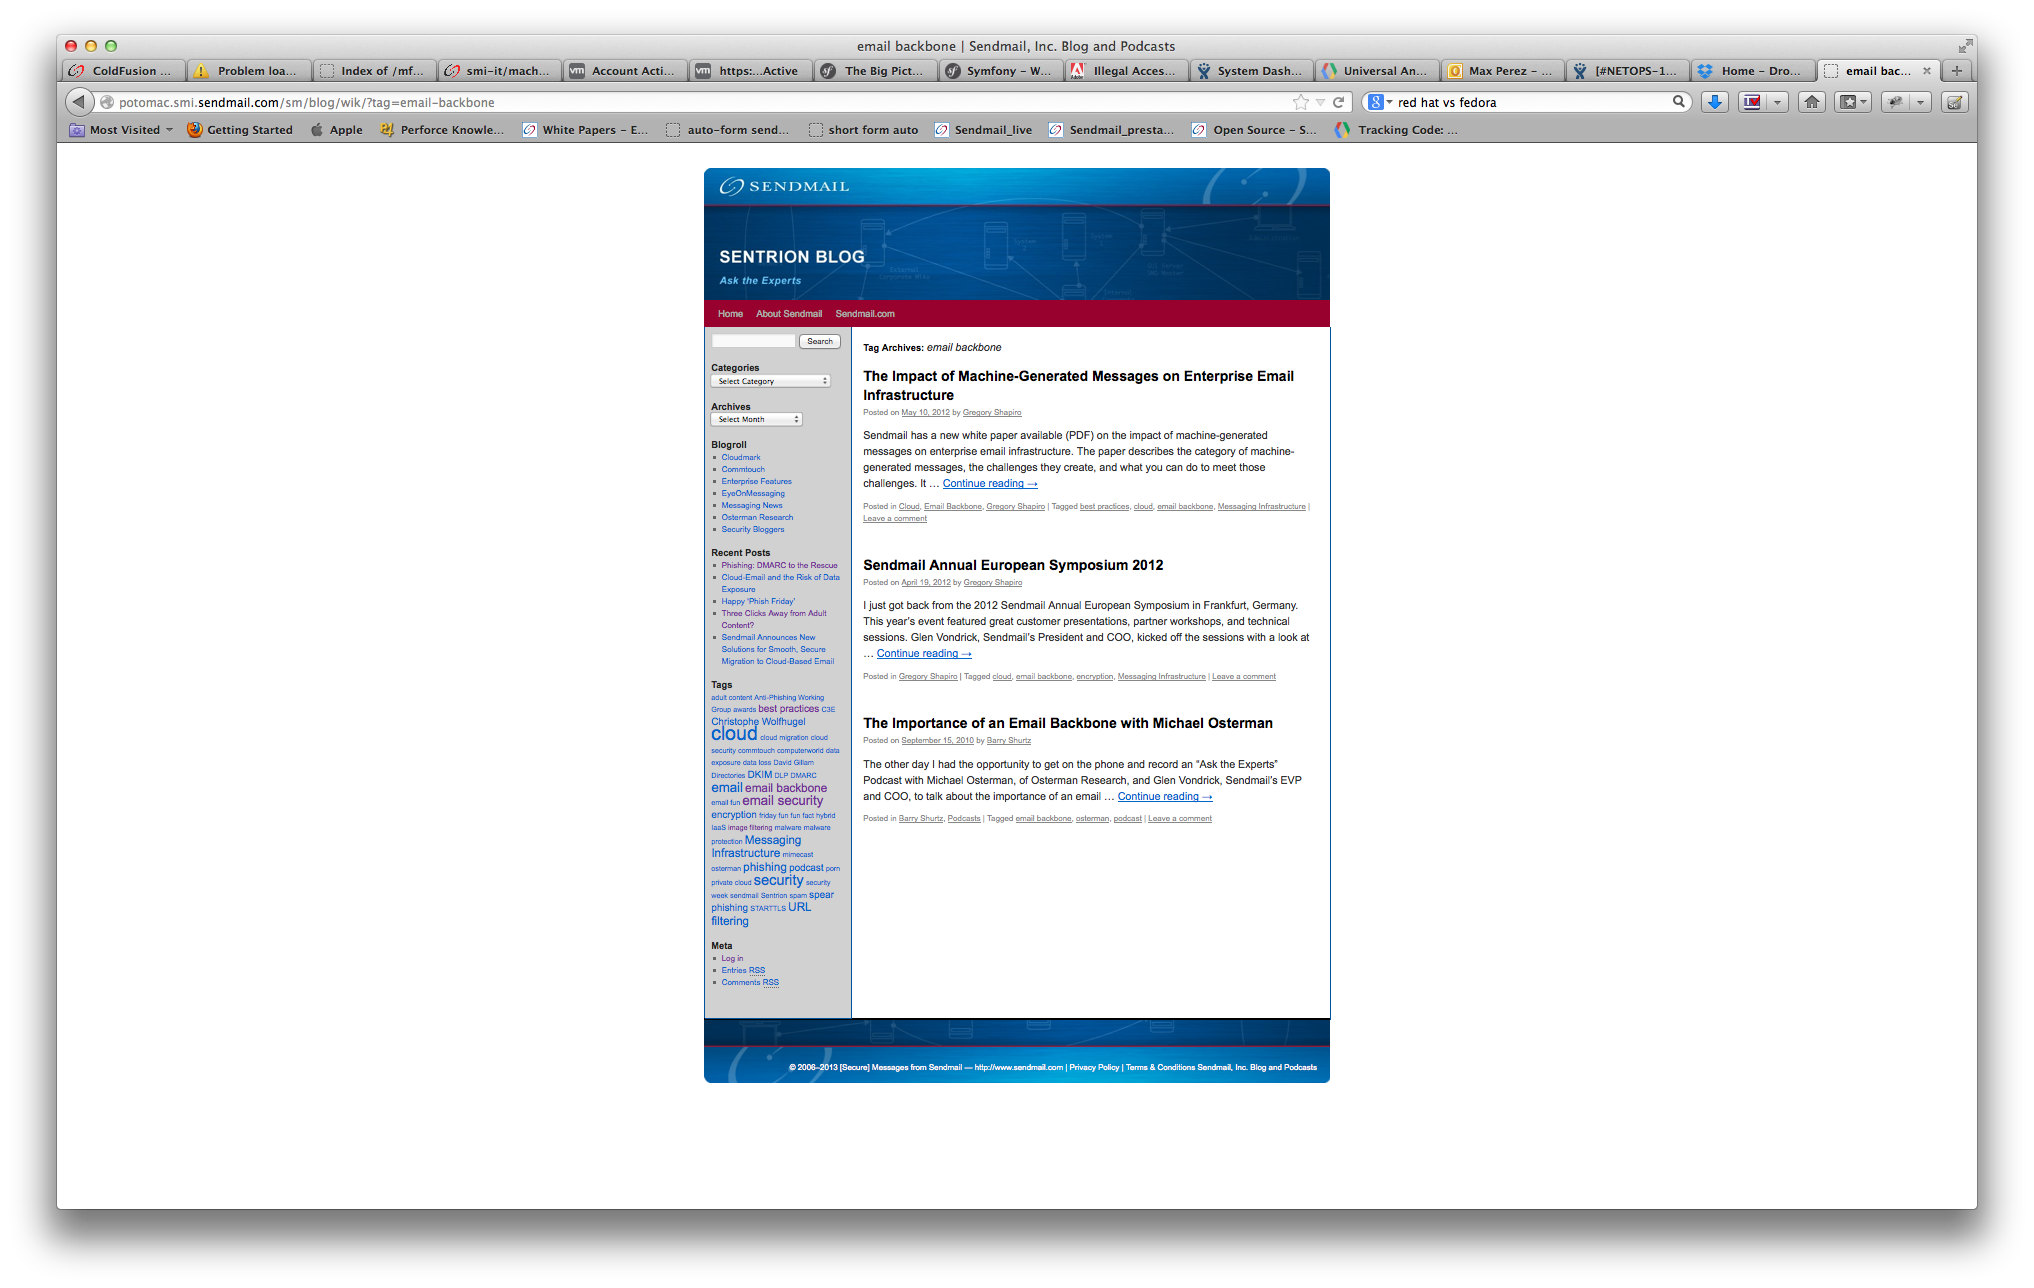 email backbone | Sendmail, Inc. Blog and Podcasts
ColdFusion ...
Problem loa...
Index of /mf...
smi-it/mach...
Account Acti...
https:...Active
The Big Pict...
Symfony - W...
Illegal Acces...
System Dash...
Universal An...
Max Perez - ...
[#NETOPS-1...
Home - Dro...
email bac...
potomac.smi.sendmail.com/sm/blog/wik/?tag=email-backbone
red hat vs fedora
Most Visited
Getting Started
Apple
Perforce Knowle...
White Papers - E...
auto-form send...
short form auto
Sendmail_live
Sendmail_presta...
Open Source - S...
Tracking Code: ...
SENDMAIL
SENTRION BLOG
Ask the Experts
Home About Sendmail Sendmail.com
Search
Categories
Select Category
Archives
Select Month
Blogroll
Cloudmark
Commtouch
Enterprise Features
EyeOnMessaging
Messaging News
Osterman Research
Security Bloggers
Recent Posts
Phishing: DMARC to the Rescue
Cloud-Email and the Risk of Data
Exposure
Happy 'Phish Friday'
Three Clicks Away from Adult
Content?
Sendmail Announces New
Solutions for Smooth, Secure
Migration to Cloud-Based Email
Tags
adult content Anti-Phishing Working
Group awards best practices C3E
Christophe Wolfhugel
cloud cloud migration cloud
security commtouch computerworld data
exposure data loss David Gillam
Directories DKIM DLP DMARC
email email backbone
email fun email security
encryption friday fun fun fact hybrid
IaaS image filtering malware malware
protection Messaging
Infrastructure mimecast
osterman phishing podcast porn
private cloud security security
week sendmail Sentrion spam spear
phishing STARTTLS URL
filtering
Meta
Log in
Entries RSS
Comments RSS
Tag Archives: email backbone
The Impact of Machine-Generated Messages on Enterprise Email
Infrastructure
Posted on May 10, 2012 by Gregory Shapiro
Sendmail has a new white paper available (PDF) on the impact of machine-generated
messages on enterprise email infrastructure. The paper describes the category of machine-
generated messages, the challenges they create, and what you can do to meet those
challenges. It … Continue reading →
Posted in Cloud, Email Backbone, Gregory Shapiro | Tagged best practices, cloud, email backbone, Messaging Infrastructure |
Leave a comment
Sendmail Annual European Symposium 2012
Posted on April 19, 2012 by Gregory Shapiro
I just got back from the 2012 Sendmail Annual European Symposium in Frankfurt, Germany.
This year's event featured great customer presentations, partner workshops, and technical
sessions. Glen Vondrick, Sendmail's President and COO, kicked off the sessions with a look at
… Continue reading →
Posted in Gregory Shapiro | Tagged cloud, email backbone, encryption, Messaging Infrastructure | Leave a comment
The Importance of an Email Backbone with Michael Osterman
Posted on September 15, 2010 by Barry Shurtz
The other day I had the opportunity to get on the phone and record an "Ask the Experts"
Podcast with Michael Osterman, of Osterman Research, and Glen Vondrick, Sendmail's EVP
and COO, to talk about the importance of an email … Continue reading →
Posted in Barry Shurtz, Podcasts | Tagged email backbone, osterman, podcast | Leave a comment
© 2006–2013 [Secure] Messages from Sendmail — http://www.sendmail.com | Privacy Policy | Terms & Conditions Sendmail, Inc. Blog and Podcasts